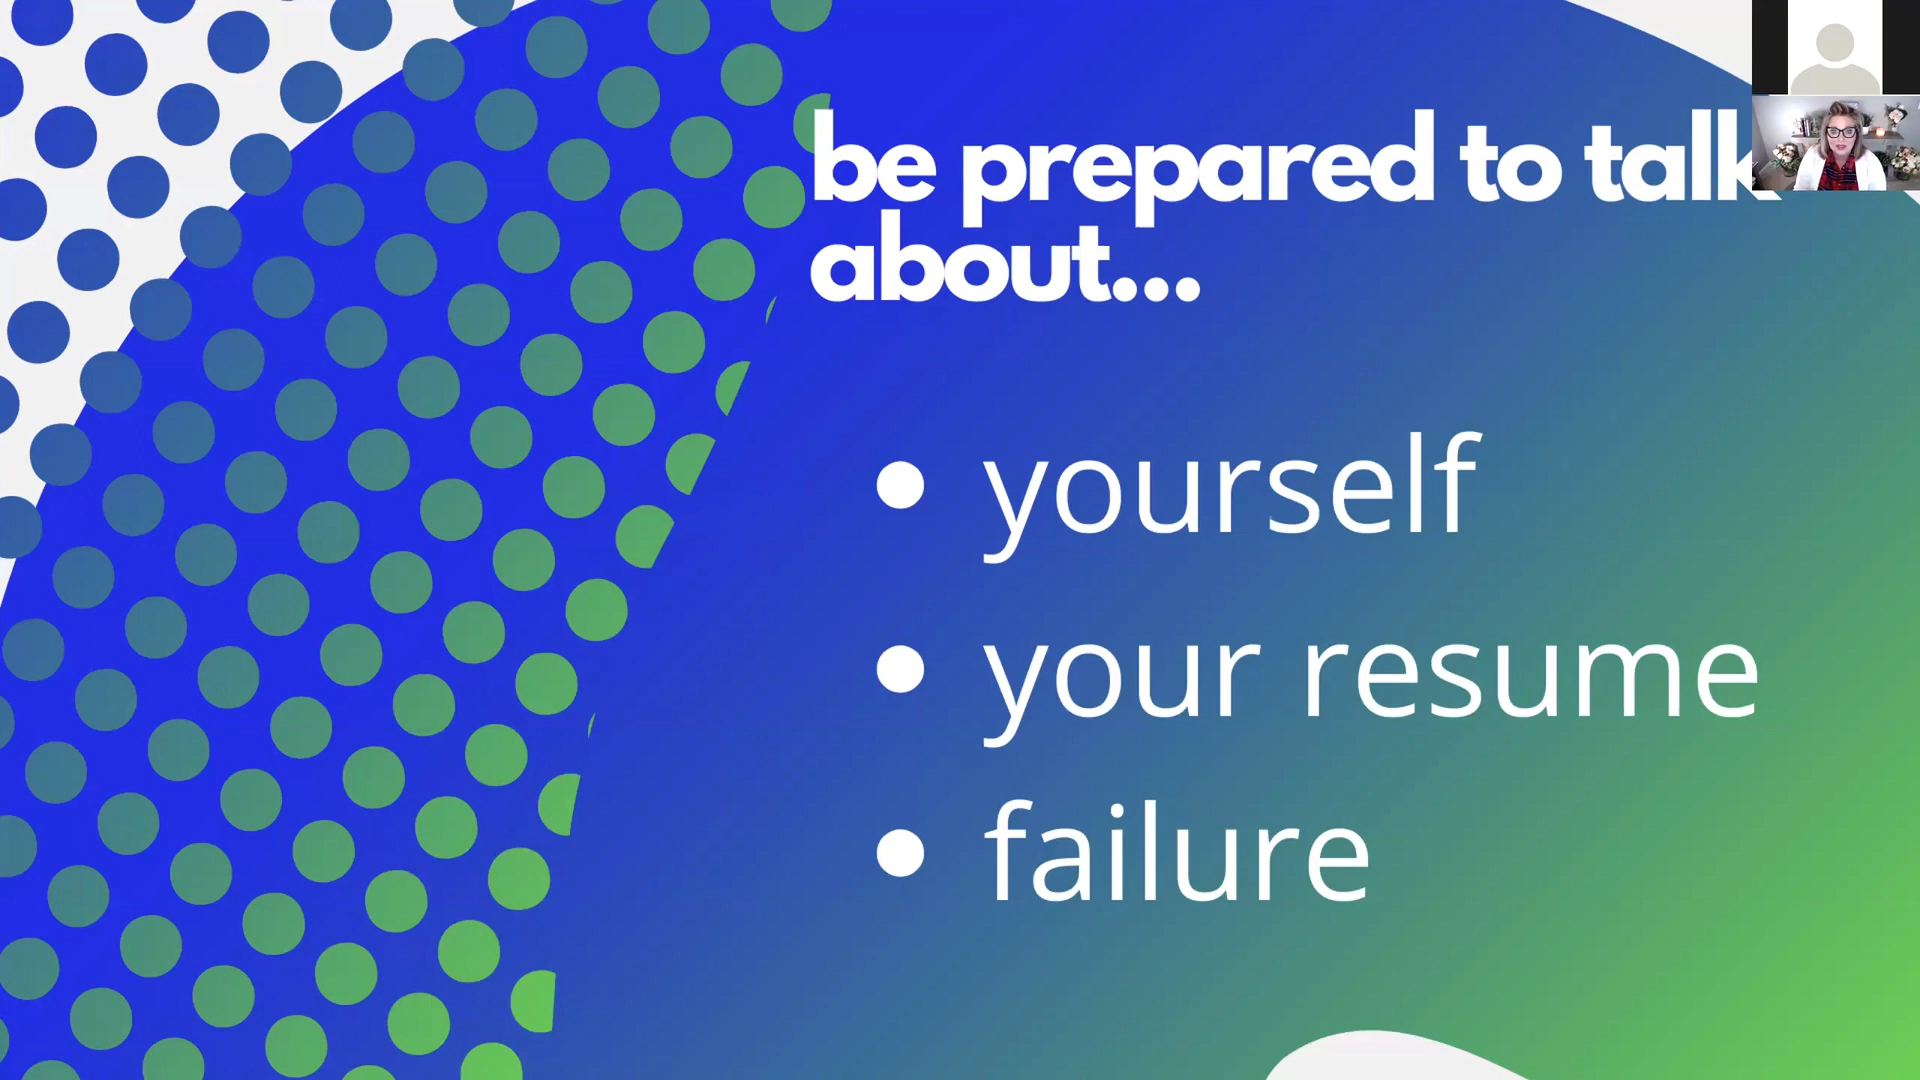 be prepared to talk
about...
• yourself
• your resume
• failure